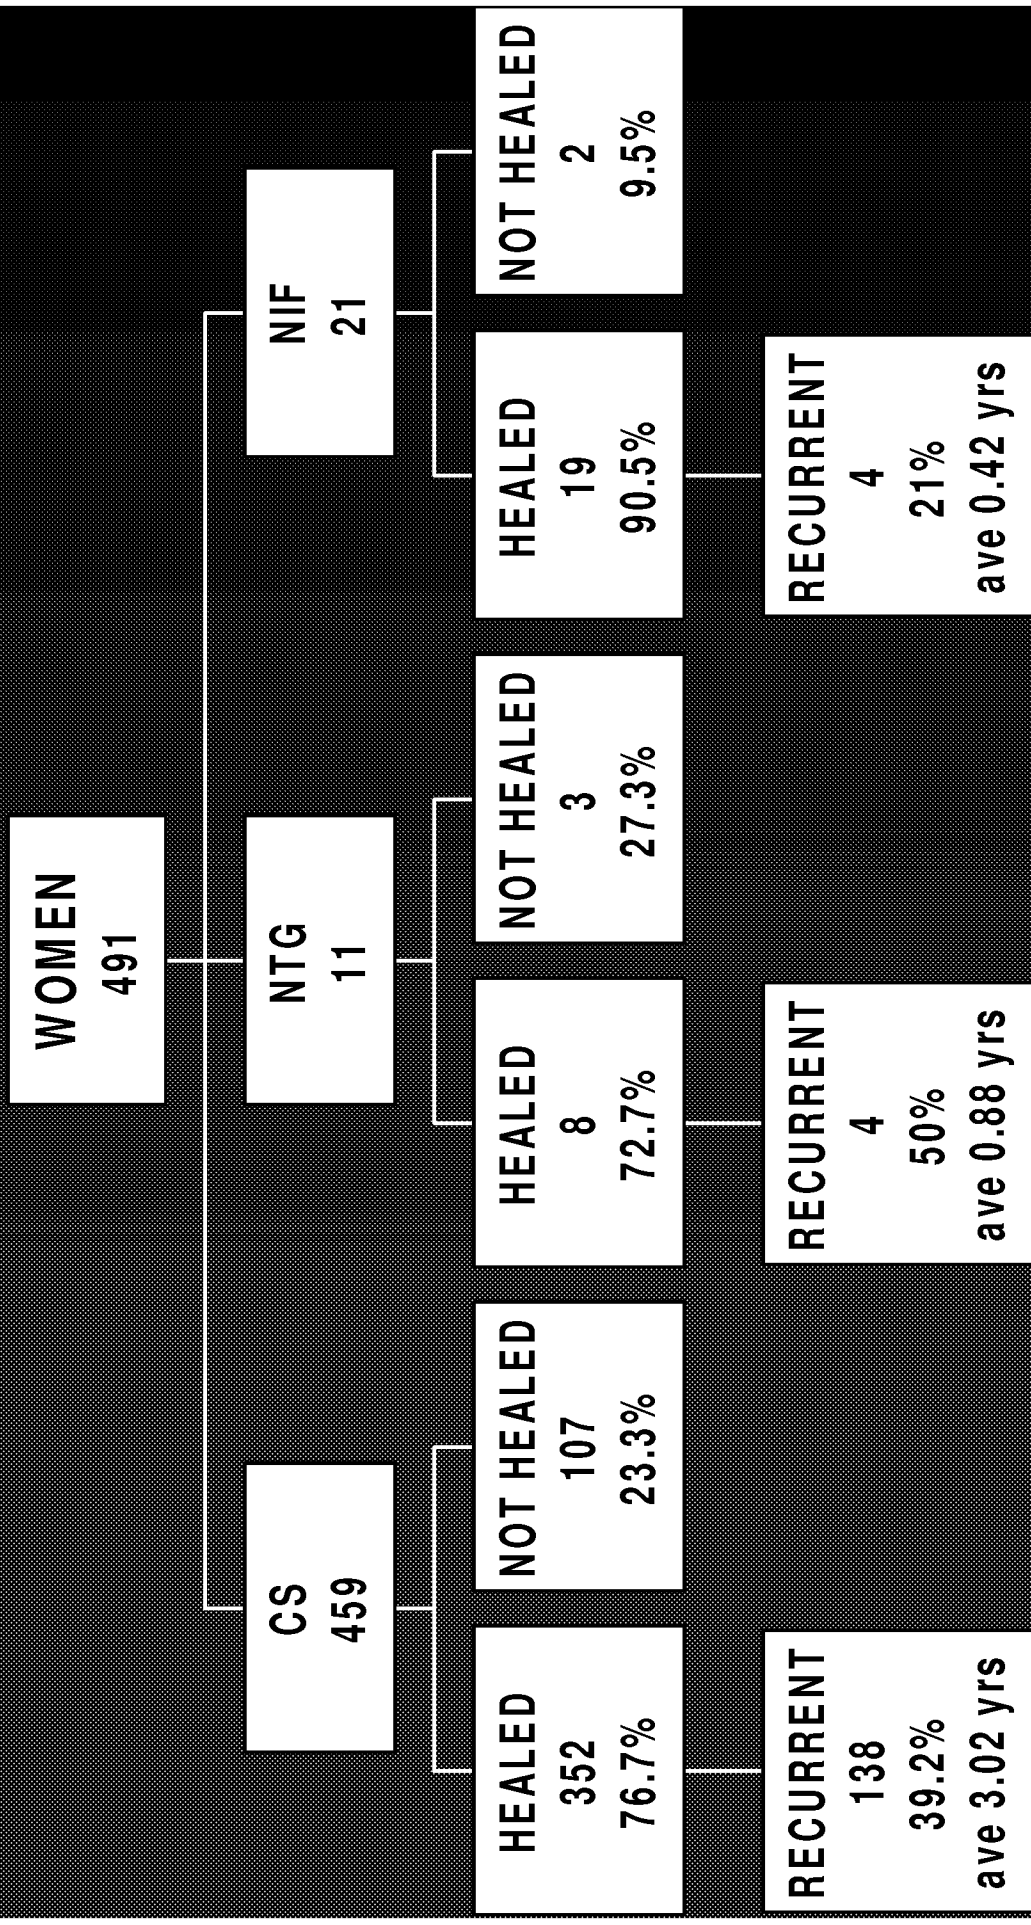 WOMEN
491
CS
459
NTG
11
NIF
21
HEALED
352
76.7%
NOT HEALED
107
23.3%
HEALED
8
72.7%
NOT HEALED
3
27.3%
HEALED
19
90.5%
NOT HEALED
2
9.5%
RECURRENT
138
39.2%
ave 3.02 yrs
RECURRENT
4
50%
ave 0.88 yrs
RECURRENT
4
21%
ave 0.42 yrs